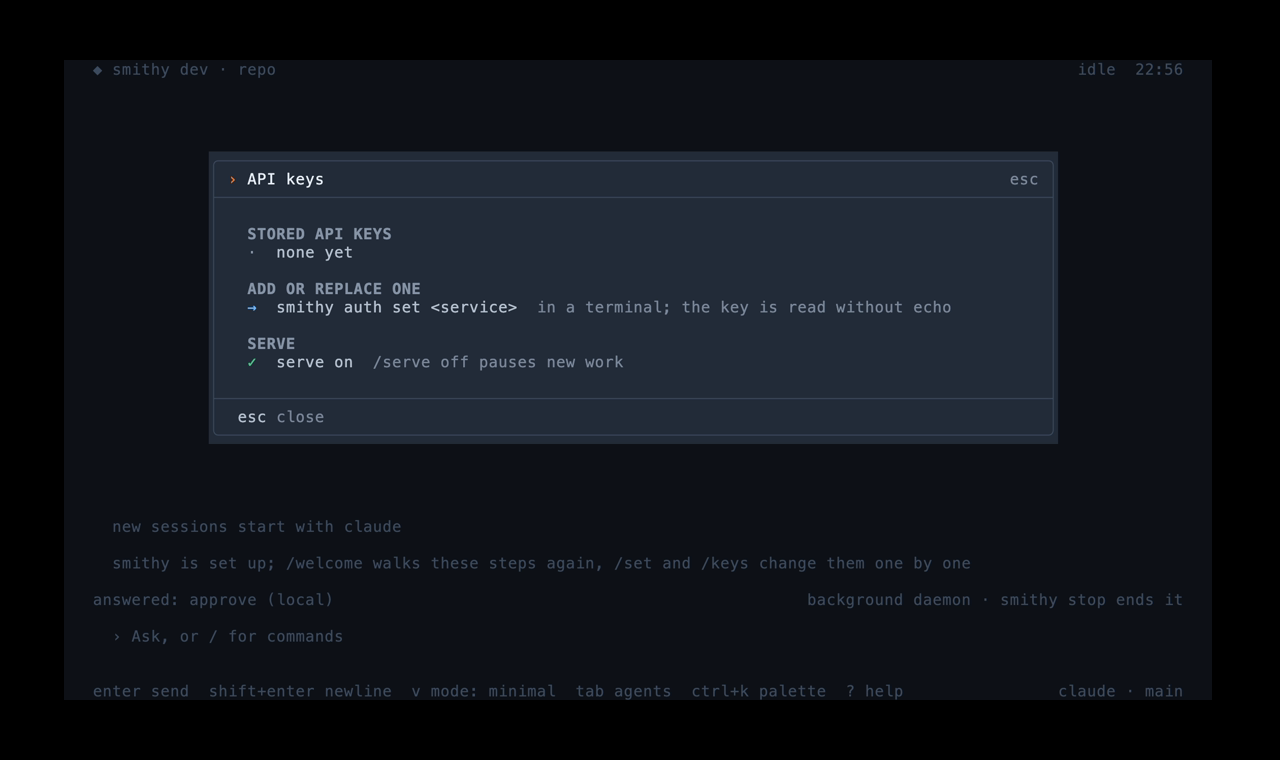 ◆ smithy dev · repo idle 22:56
› API keys esc
STORED API KEYS
· none yet
ADD OR REPLACE ONE
→ smithy auth set <service> in a terminal; the key is read without echo
SERVE
✓ serve on /serve off pauses new work
esc close
new sessions start with claude
smithy is set up; /welcome walks these steps again, /set and /keys change them one by one
answered: approve (local) background daemon · smithy stop ends it
› Ask, or / for commands
enter send shift+enter newline v mode: minimal tab agents ctrl+k palette ? help claude · main